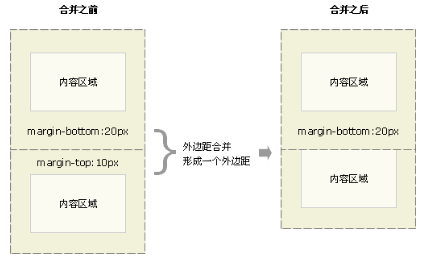 合并之前
合并之后
内容区域
内容区域
margin-bottom:20px
margin-bottom:20px
外边距合并
形成一个外边距
margin-top:10px
内容区域
内容区域